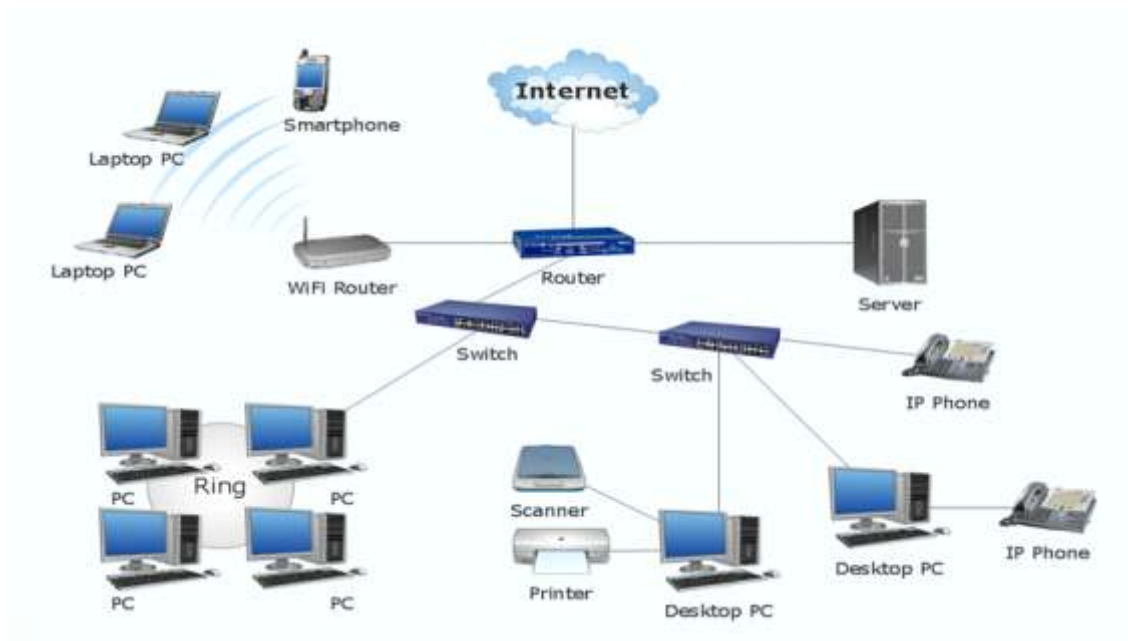 Internet
Smartphone
Laptop PC
Laptop PC
WiFi Router
Router
Server
Switch
Switch
IP Phone
PC
PC
Ring
PC
PC
Scanner
Printer
Desktop PC
Desktop PC
IP Phone